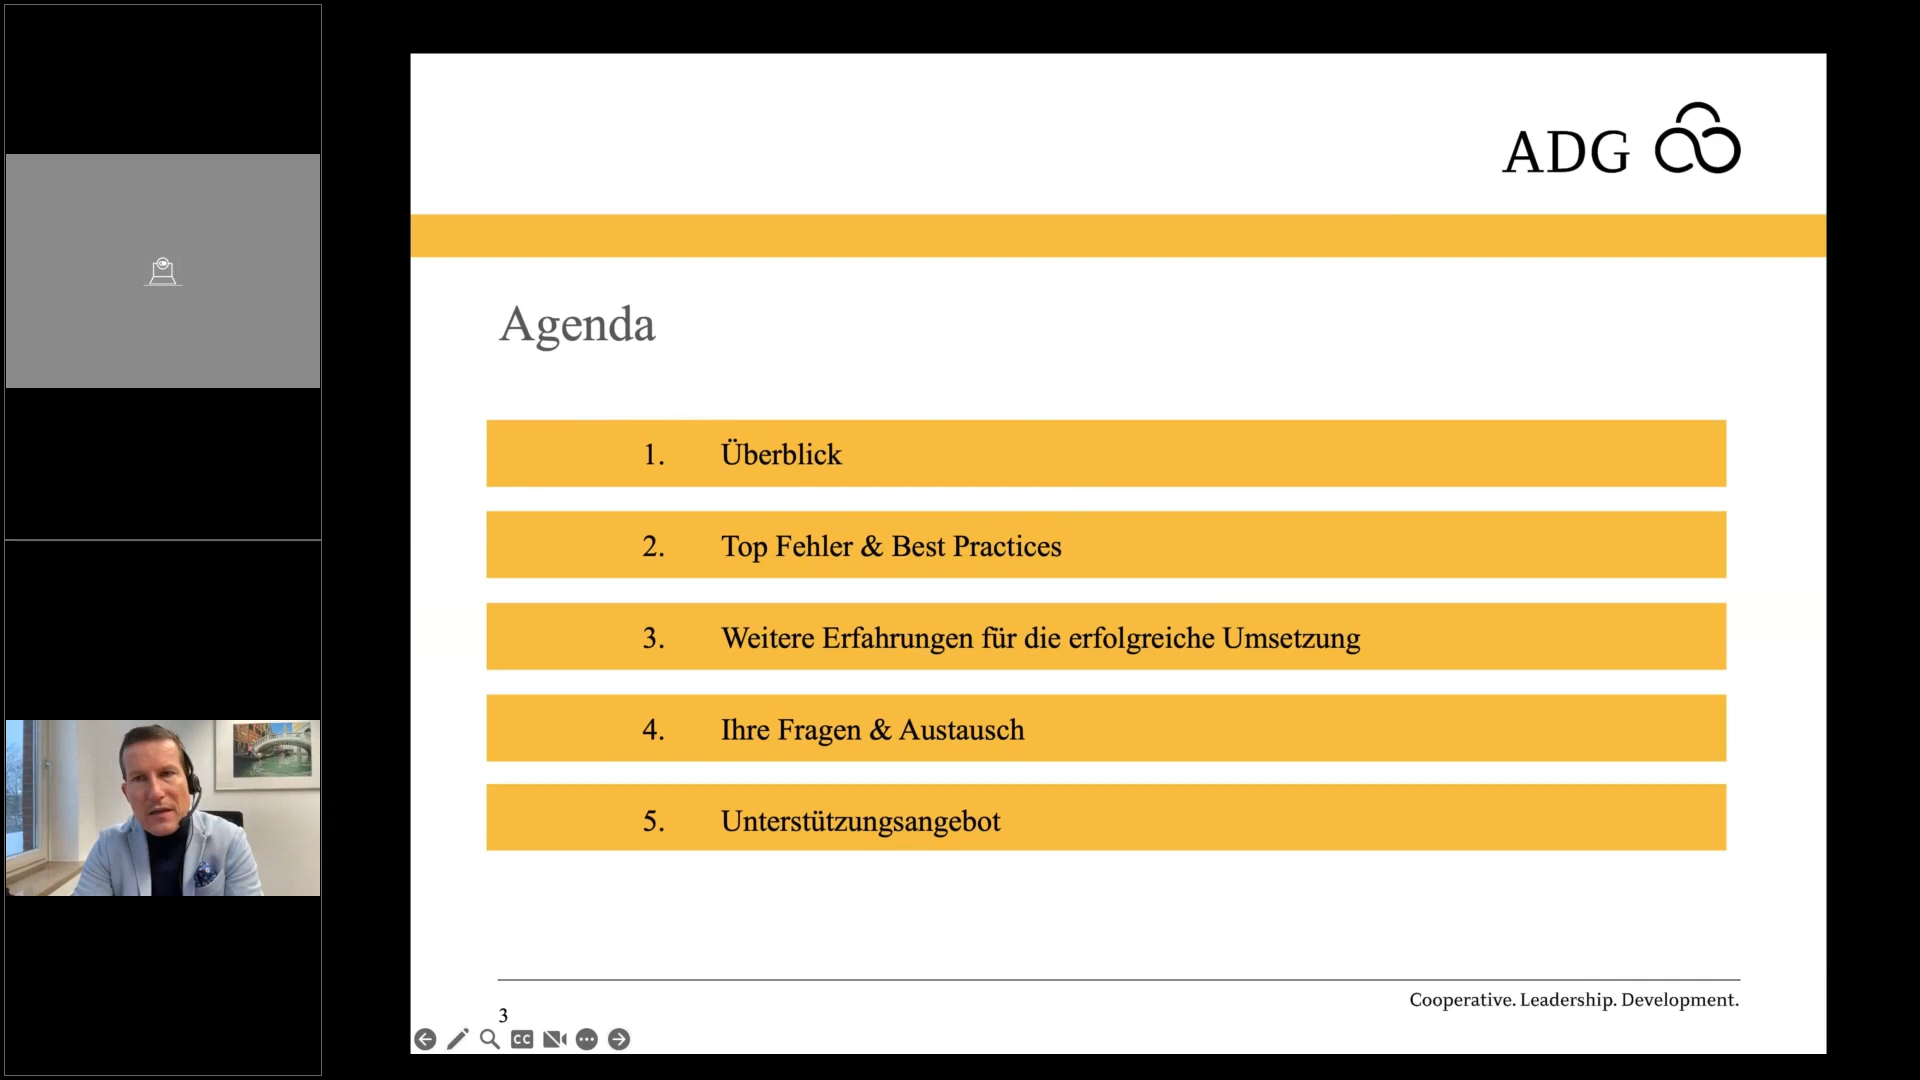 ADG
Agenda
1. Überblick
2. Top Fehler & Best Practices
3. Weitere Erfahrungen für die erfolgreiche Umsetzung
4. Ihre Fragen & Austausch
5. Unterstützungsangebot
Cooperative. Leadership. Development.
3
CC